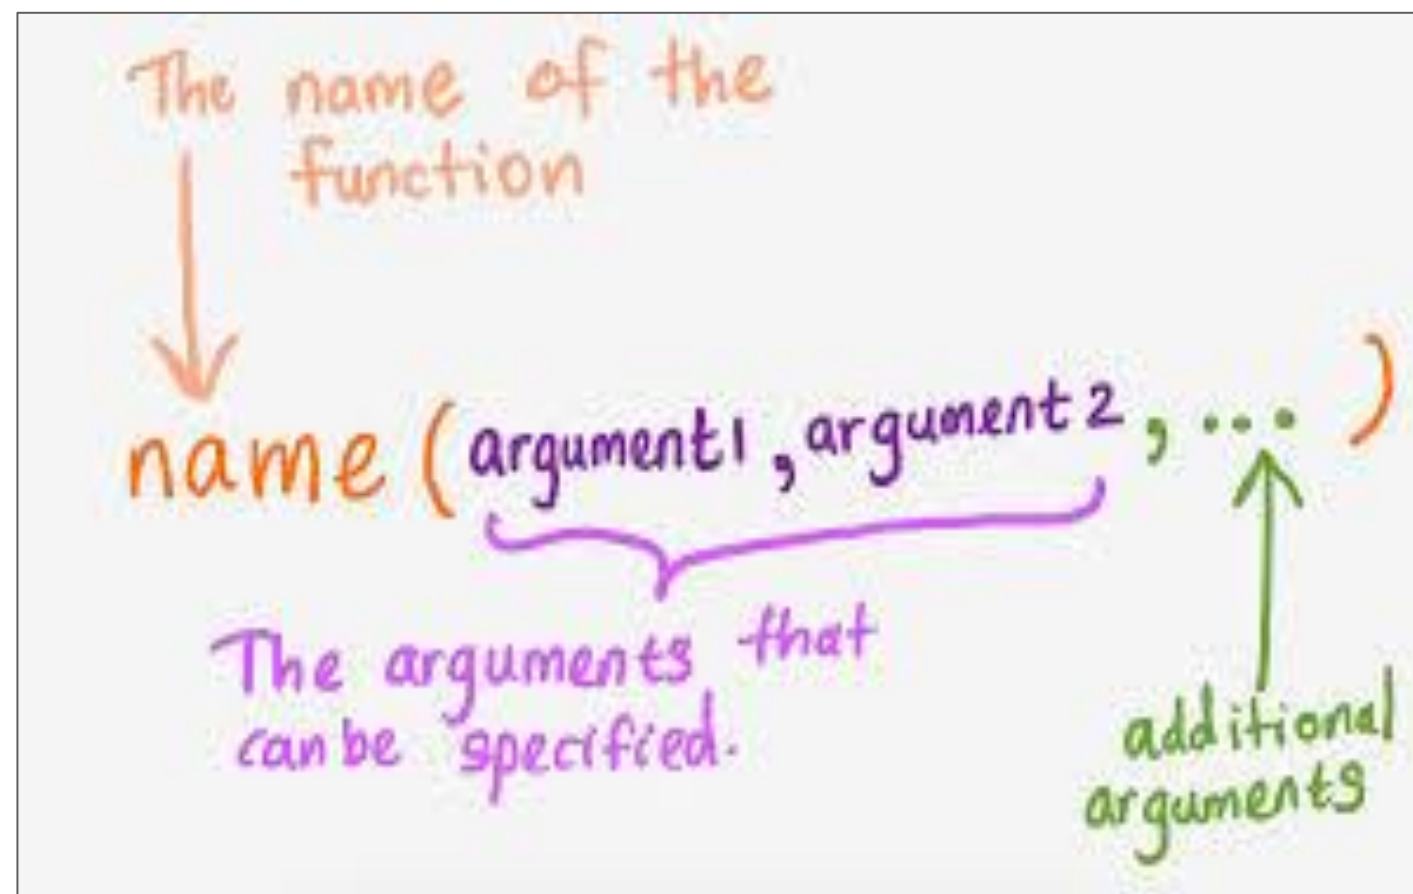 The name of the
function
name (argument1, argument2, ... )
The arguments that
can be specified.
additional
arguments